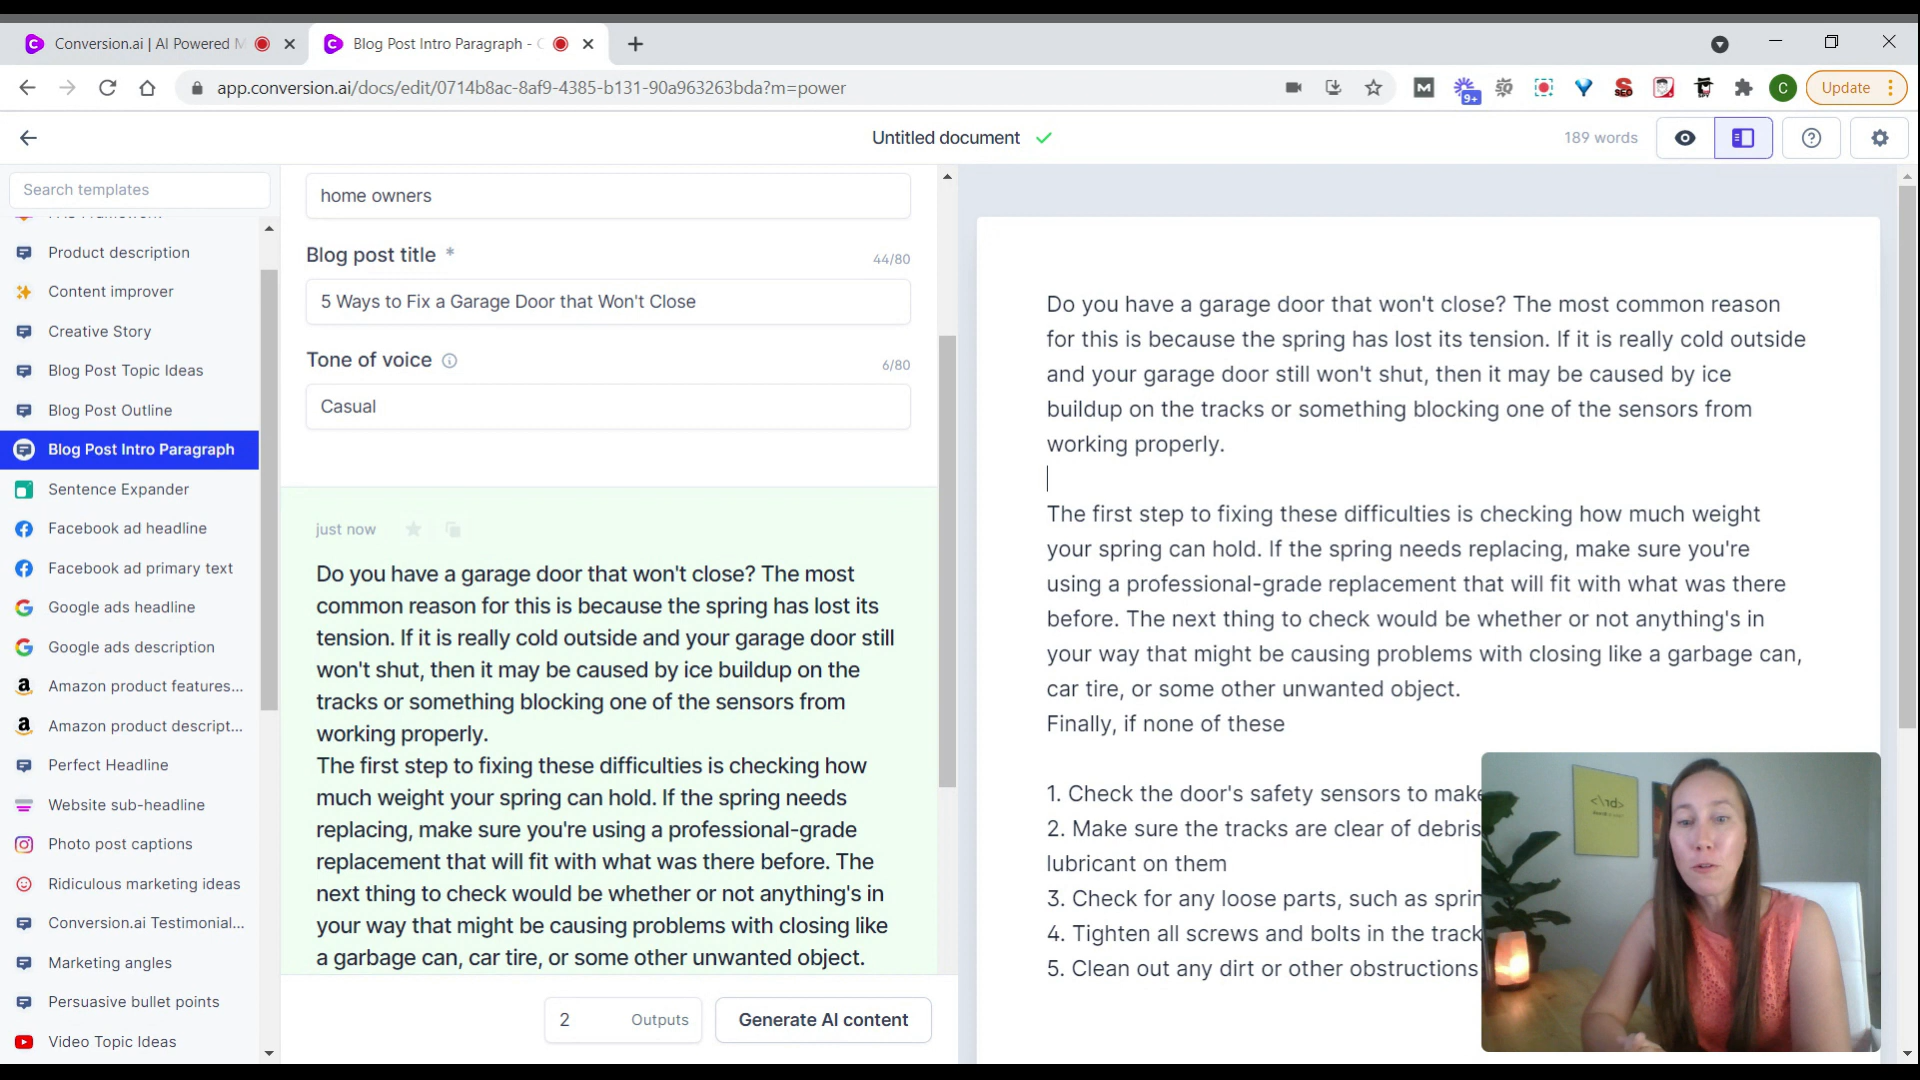 Conversion.ai | AI Powered M
Blog Post Intro Paragraph - C
app.conversion.ai/docs/edit/0714b8ac-8af9-4385-b131-90a963263bda?m=power
9+
SEO
SPY
C
Update
Untitled document
189 words
Search templates
Product description
Content improver
Creative Story
Blog Post Topic Ideas
Blog Post Outline
Blog Post Intro Paragraph
Sentence Expander
Facebook ad headline
Facebook ad primary text
Google ads headline
Google ads description
Amazon product features...
Amazon product descript...
Perfect Headline
Website sub-headline
Photo post captions
Ridiculous marketing ideas
Conversion.ai Testimonial...
Marketing angles
Persuasive bullet points
Video Topic Ideas
home owners
Blog post title *
44/80
5 Ways to Fix a Garage Door that Won't Close
Tone of voice
6/80
Casual
just now
Do you have a garage door that won't close? The most
common reason for this is because the spring has lost its
tension. If it is really cold outside and your garage door still
won't shut, then it may be caused by ice buildup on the
tracks or something blocking one of the sensors from
working properly.
The first step to fixing these difficulties is checking how
much weight your spring can hold. If the spring needs
replacing, make sure you're using a professional-grade
replacement that will fit with what was there before. The
next thing to check would be whether or not anything's in
your way that might be causing problems with closing like
a garbage can, car tire, or some other unwanted object.
2 Outputs
Generate AI content
Do you have a garage door that won't close? The most common reason
for this is because the spring has lost its tension. If it is really cold outside
and your garage door still won't shut, then it may be caused by ice
buildup on the tracks or something blocking one of the sensors from
working properly.
The first step to fixing these difficulties is checking how much weight
your spring can hold. If the spring needs replacing, make sure you're
using a professional-grade replacement that will fit with what was there
before. The next thing to check would be whether or not anything's in
your way that might be causing problems with closing like a garbage can,
car tire, or some other unwanted object.
Finally, if none of these
1. Check the door's safety sensors to make
2. Make sure the tracks are clear of debris
lubricant on them
3. Check for any loose parts, such as sprin
4. Tighten all screws and bolts in the track
5. Clean out any dirt or other obstructions